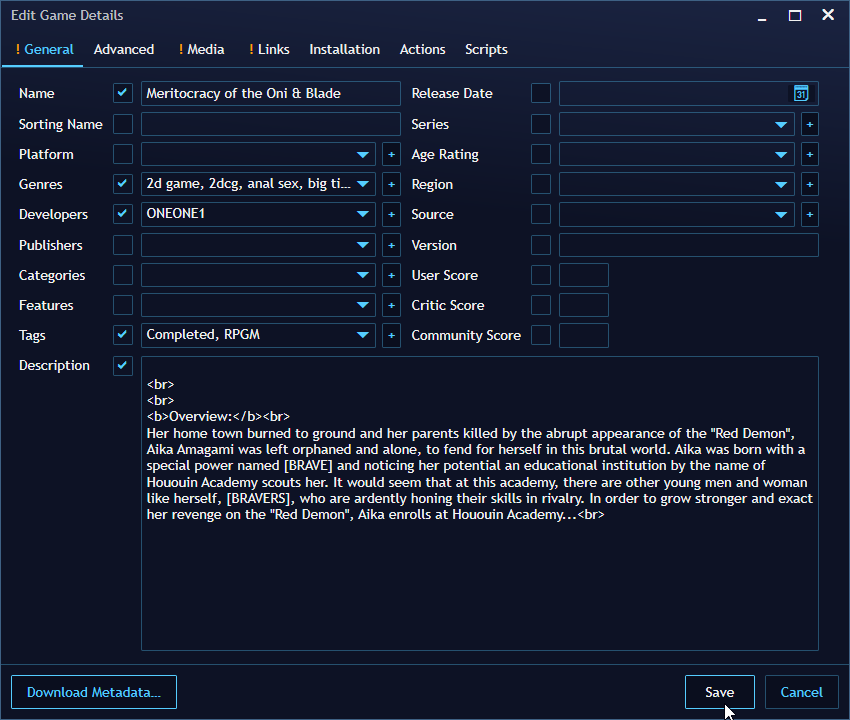 Edit Game Details
! General Advanced ! Media ! Links Installation Actions Scripts
Name Meritocracy of the Oni & Blade Release Date 31
Sorting Name Series +
Platform + Age Rating +
Genres 2d game, 2dcg, anal sex, big ti... + Region +
Developers ONEONE1 + Source +
Publishers + Version
Categories + User Score
Features + Critic Score
Tags Completed, RPGM + Community Score
Description
<br>
<br>
<b>Overview:</b><br>
Her home town burned to ground and her parents killed by the abrupt appearance of the "Red Demon",
Aika Amagami was left orphaned and alone, to fend for herself in this brutal world. Aika was born with a
special power named [BRAVE] and noticing her potential an educational institution by the name of
Hououin Academy scouts her. It would seem that at this academy, there are other young men and woman
like herself, [BRAVERS], who are ardently honing their skills in rivalry. In order to grow stronger and exact
her revenge on the "Red Demon", Aika enrolls at Hououin Academy...<br>
Download Metadata... Save Cancel